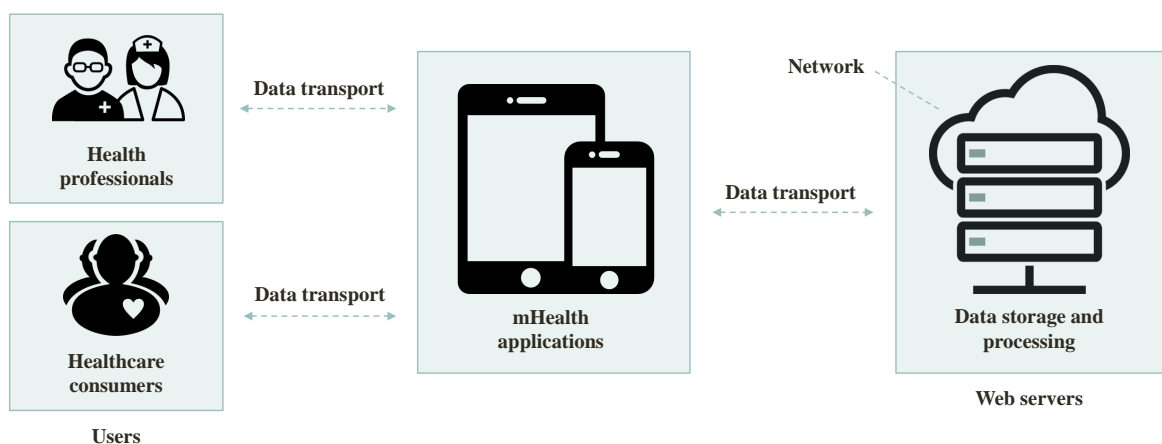 Health
professionals
Healthcare
consumers
Users
Data transport
Data transport
mHealth
applications
Data transport
Network
Data storage and
processing
Web servers